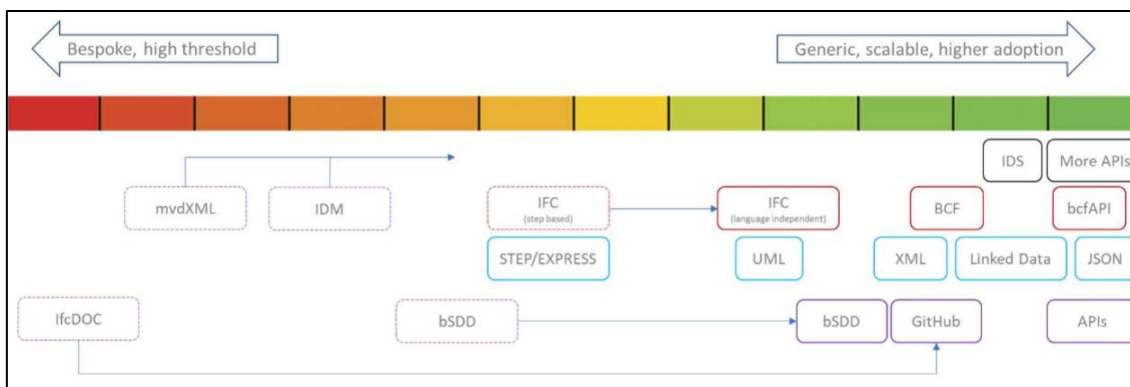 Bespoke, high threshold
Generic, scalable, higher adoption
IDS
More APIs
mvdXML
IDM
IFC
(step based)
IFC
(language independent)
BCF
bcfAPI
STEP/EXPRESS
UML
XML
Linked Data
JSON
IfcDOC
bSDD
bSDD
GitHub
APIs